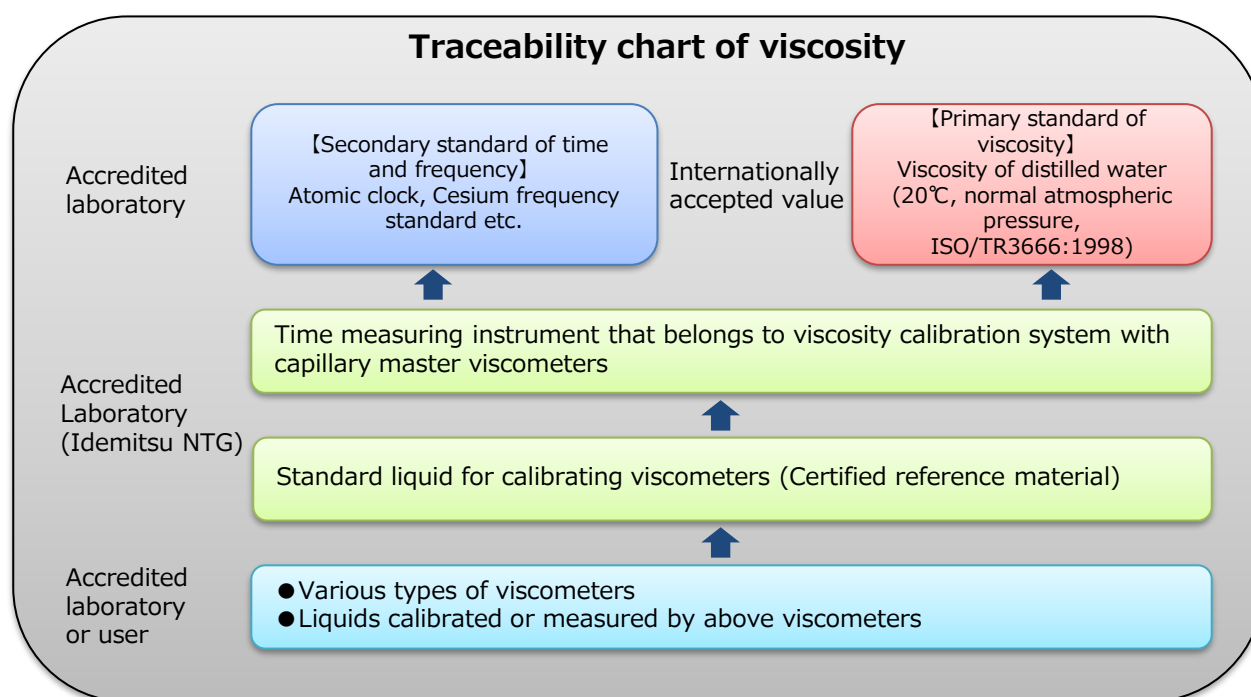 Traceability chart of viscosity
Accredited
laboratory
【Secondary standard of time
and frequency】
Atomic clock, Cesium frequency
standard etc.
Internationally
accepted value
【Primary standard of
viscosity】
Viscosity of distilled water
(20℃, normal atmospheric
pressure,
ISO/TR3666:1998)
Accredited
Laboratory
(Idemitsu NTG)
Time measuring instrument that belongs to viscosity calibration system with
capillary master viscometers
Standard liquid for calibrating viscometers (Certified reference material)
Accredited
laboratory
or user
●Various types of viscometers
●Liquids calibrated or measured by above viscometers